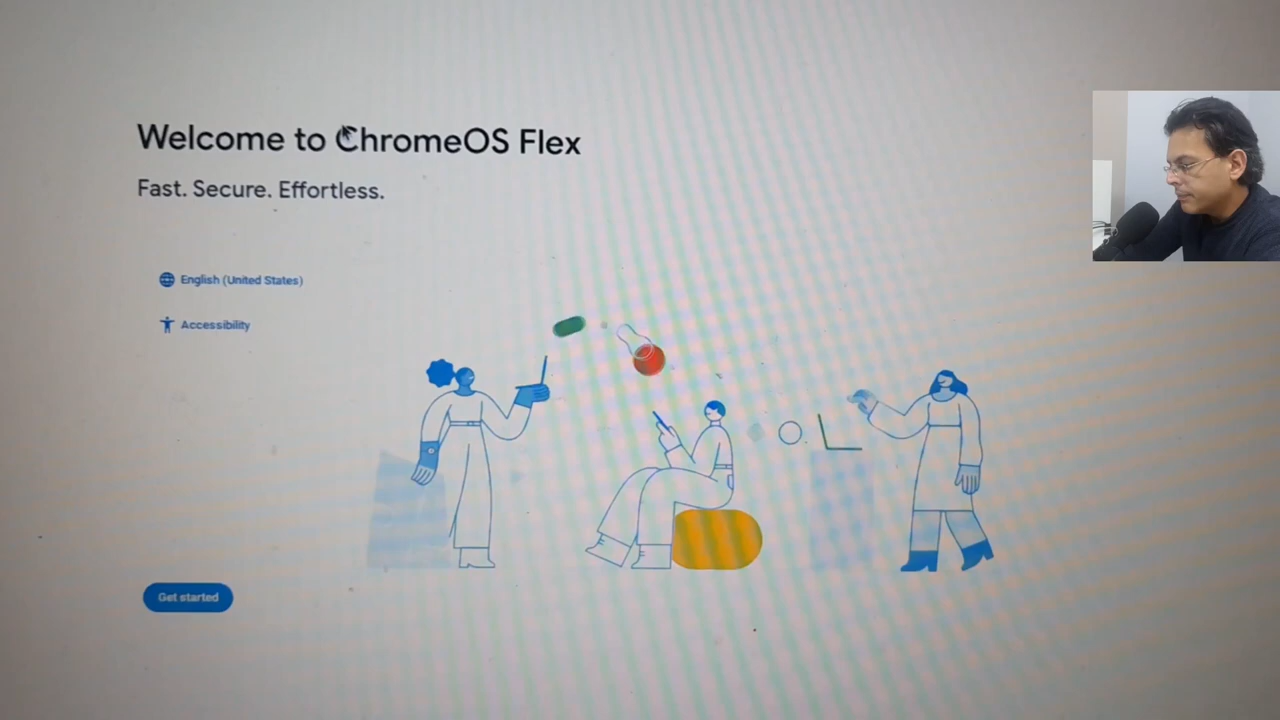 Welcome to ChromeOS Flex
Fast. Secure. Effortless.
English (United States)
Accessibility
Get started